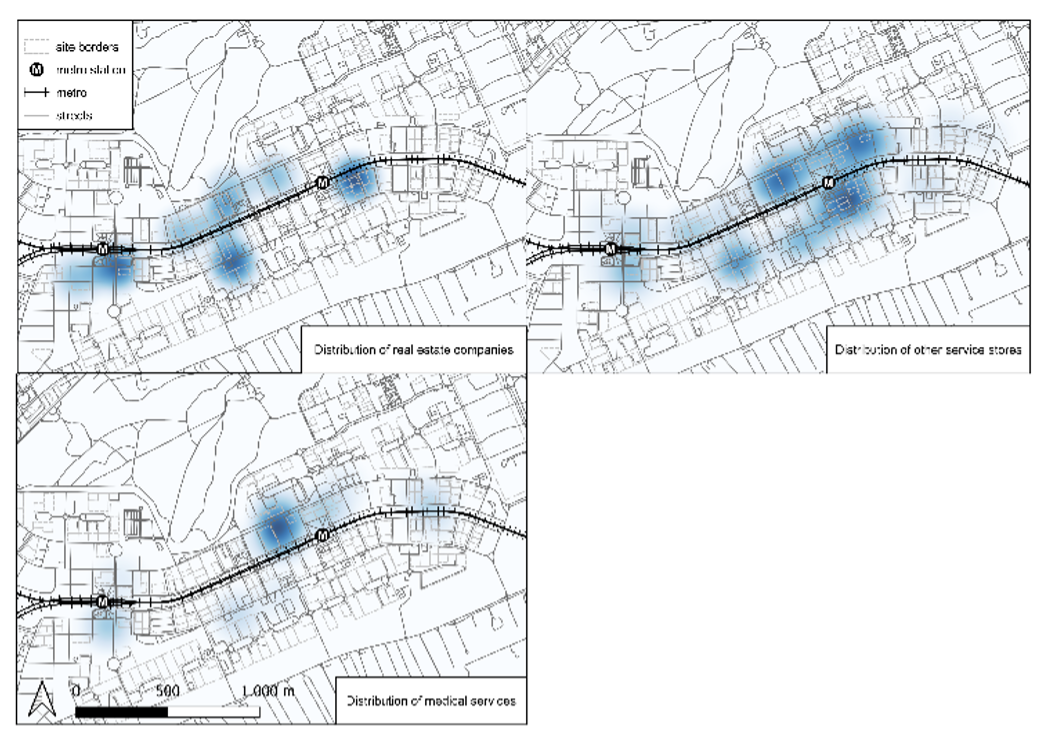 site borders
M metro station
metro
streets
M
M
Distribution of real estate companies
M
M
Distribution of other service stores
M
M
0 500 1.000 m
Distribution of medical services